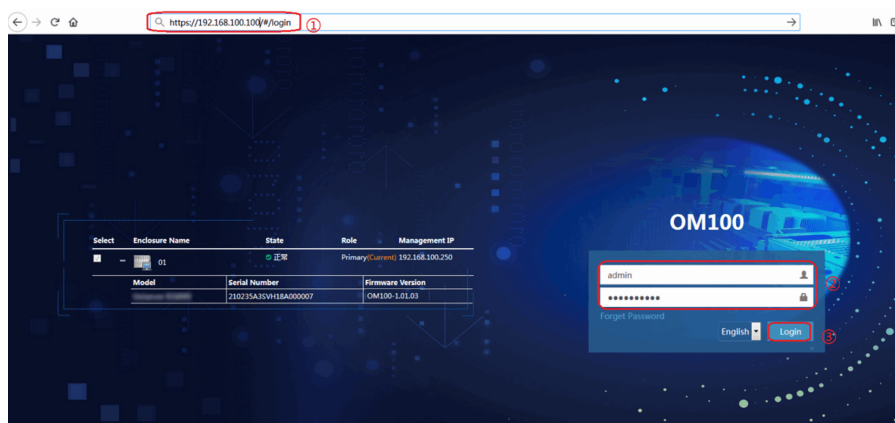 https://192.168.100.100/#/login
①
OM100
Select Enclosure Name State Role Management IP
01 正常 Primary(Current) 192.168.100.250
Model Serial Number Firmware Version
210235A3SVH18A000007 OM100-1.01.03
admin
②
Forget Password
English Login
③